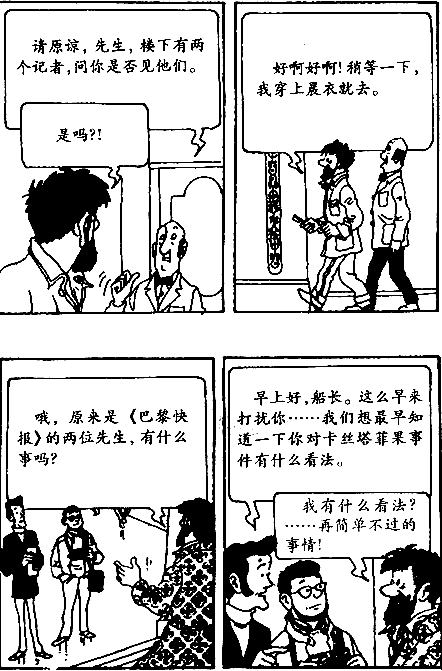 请原谅，先生，楼下有两
个记者，问你是否见他们。
是吗？！
好啊好啊！稍等一下，
我穿上晨衣就去。
哦，原来是《巴黎快
报》的两位先生，有什么
事吗？
早上好，船长。这么早来
打扰你……我们想最早知
道一下你对卡丝塔菲果事
件有什么看法。
我有什么看法？
……再简单不过的
事情！